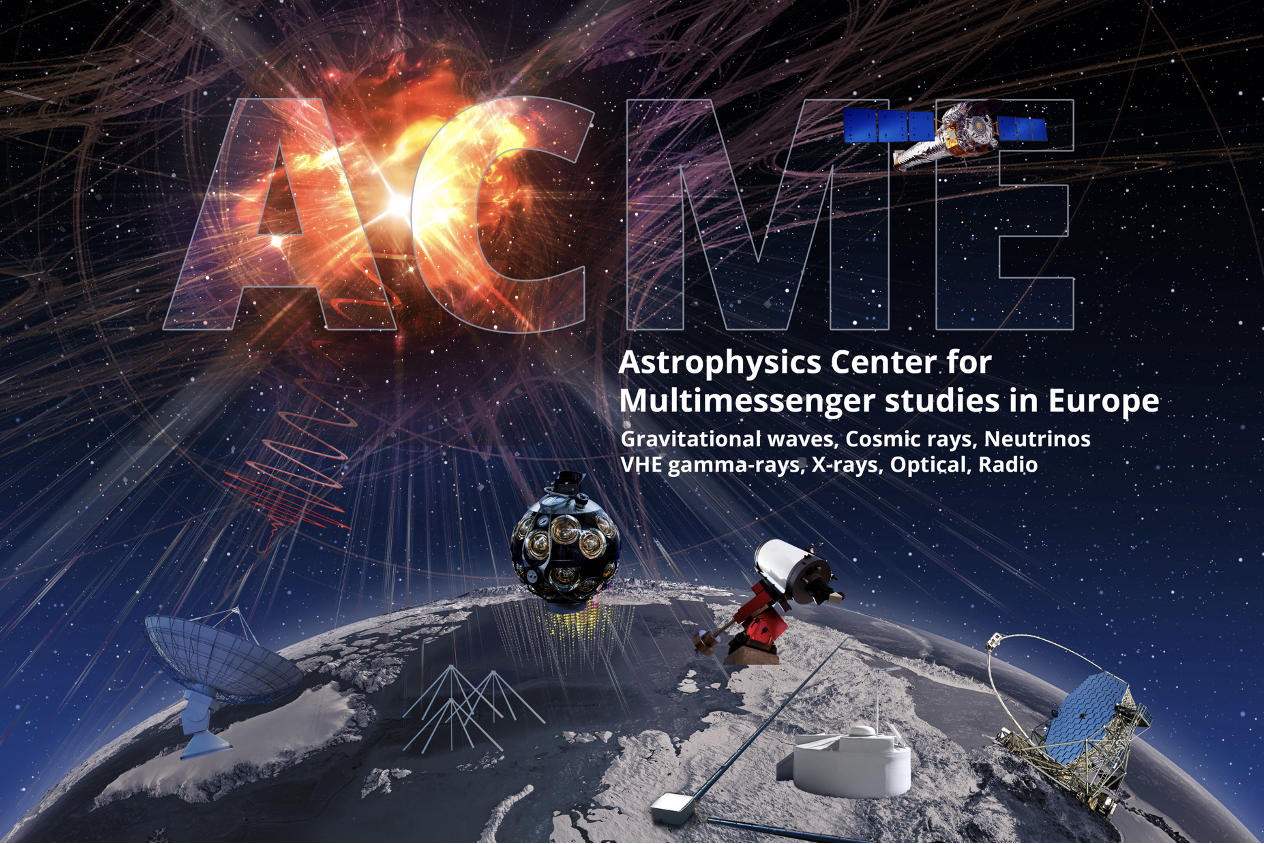 ACME
Astrophysics Center for
Multimessenger studies in Europe
Gravitational waves, Cosmic rays, Neutrinos
VHE gamma-rays, X-rays, Optical, Radio